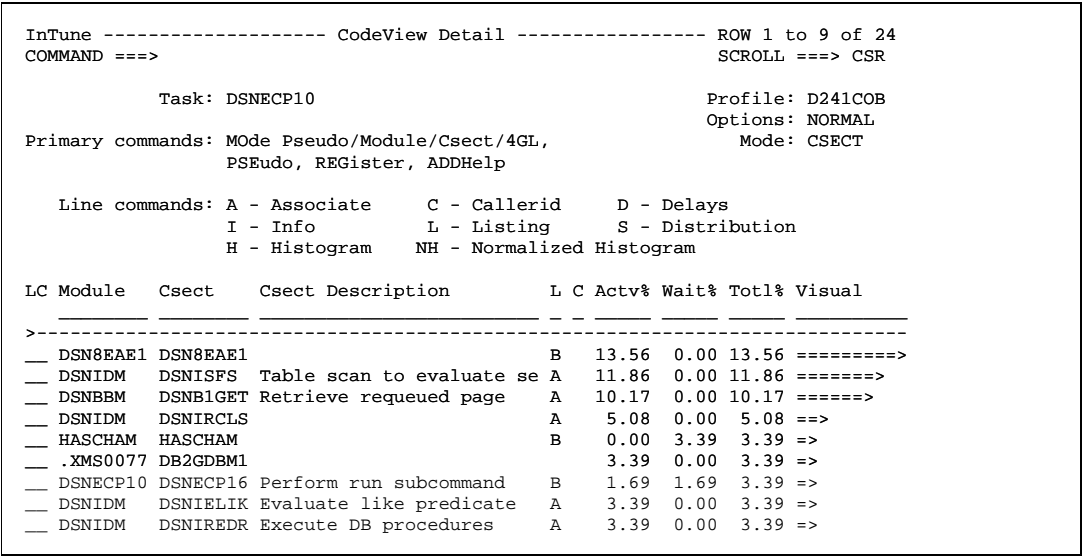 InTune -------------------- CodeView Detail ----------------- ROW 1 to 9 of 24
COMMAND ===>                                                  SCROLL ===> CSR
            Task: DSNECP10                                   Profile: D241COB
                                                             Options: NORMAL
Primary commands: MOde Pseudo/Module/Csect/4GL,                 Mode: CSECT
                  PSEudo, REGister, ADDHelp
   Line commands: A - Associate     C - Callerid     D - Delays
                  I - Info          L - Listing      S - Distribution
                  H - Histogram    NH - Normalized Histogram
LC Module   Csect    Csect Description         L C Actv% Wait% Totl% Visual
   ________ ________ _________________________ _ _ _____ _____ _____ __________
>------------------------------------------------------------------------------
__ DSN8EAE1 DSN8EAE1                           B   13.56  0.00 13.56 =========>
__ DSNIDM   DSNISFS  Table scan to evaluate se A   11.86  0.00 11.86 =======>
__ DSNBBM   DSNB1GET Retrieve requeued page    A   10.17  0.00 10.17 ======>
__ DSNIDM   DSNIRCLS                           A    5.08  0.00  5.08 ==>
__ HASCHAM  HASCHAM                            B    0.00  3.39  3.39 =>
__ .XMS0077 DB2GDBM1                                3.39  0.00  3.39 =>
__ DSNECP10 DSNECP16 Perform run subcommand    B    1.69  1.69  3.39 =>
__ DSNIDM   DSNIELIK Evaluate like predicate   A    3.39  0.00  3.39 =>
__ DSNIDM   DSNIREDR Execute DB procedures     A    3.39  0.00  3.39 =>